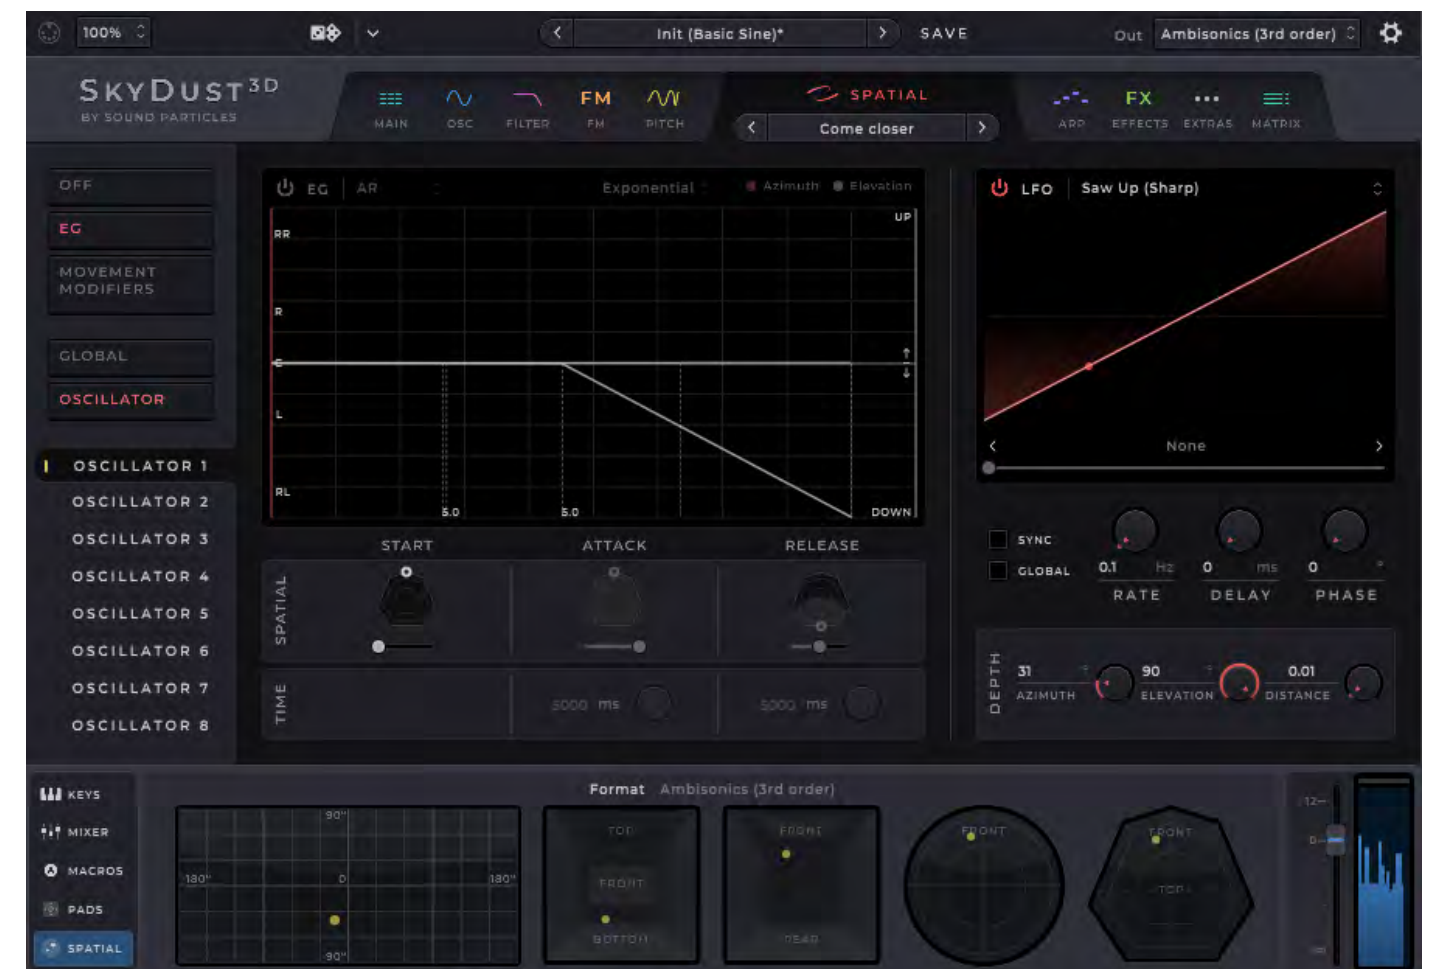 100%
Init (Basic Sine)*
SAVE
Out
Ambisonics (3rd order)
SKYDUST 3D
BY SOUND PARTICLES
MAIN
OSC
FILTER
FM
FM
PITCH
SPATIAL
Come closer
ARP
FX
EFFECTS
EXTRAS
MATRIX
OFF
EG
MOVEMENT
MODIFIERS
GLOBAL
OSCILLATOR
OSCILLATOR 1
OSCILLATOR 2
OSCILLATOR 3
OSCILLATOR 4
OSCILLATOR 5
OSCILLATOR 6
OSCILLATOR 7
OSCILLATOR 8
EG
AR
Exponential
Azimuth
Elevation
UP
RR
R
L
RL
5.0
5.0
DOWN
START
ATTACK
RELEASE
SPATIAL
TIME
5000 ms
5000 ms
LFO
Saw Up (Sharp)
None
SYNC
GLOBAL
0.1 Hz
RATE
0 ms
DELAY
0 °
PHASE
DEPTH
31 °
AZIMUTH
90 °
ELEVATION
0.01
DISTANCE
KEYS
MIXER
MACROS
PADS
SPATIAL
Format Ambisonics (3rd order)
90°
180°
0
180°
-90°
TOP
FRONT
BOTTOM
FRONT
REAR
FRONT
FRONT
TOP
12
0
-∞